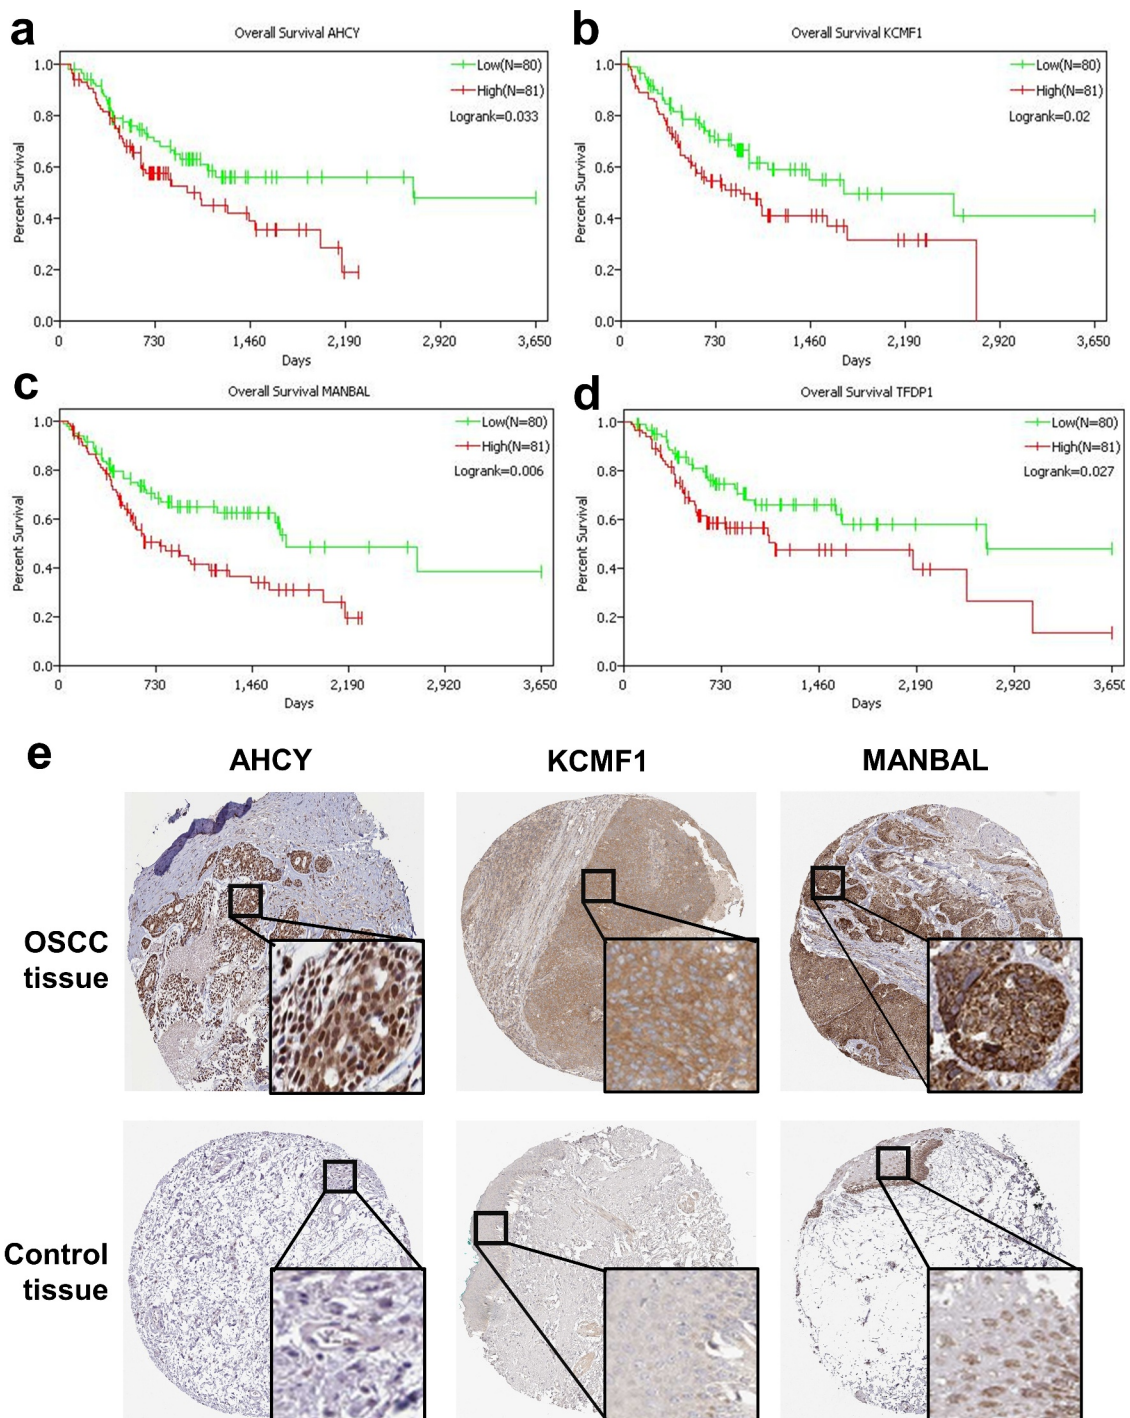 a
Overall Survival AHCY
Low(N=80)
High(N=81)
Logrank=0.033
Percent Survival
1.0
0.8
0.6
0.4
0.2
0.0
0
730
1,460
2,190
2,920
3,650
Days
b
Overall Survival KCMF1
Low(N=80)
High(N=81)
Logrank=0.02
Percent Survival
1.0
0.8
0.6
0.4
0.2
0.0
0
730
1,460
2,190
2,920
3,650
Days
c
Overall Survival MANBAL
Low(N=80)
High(N=81)
Logrank=0.006
Percent Survival
1.0
0.8
0.6
0.4
0.2
0.0
0
730
1,460
2,190
2,920
3,650
Days
d
Overall Survival TFDP1
Low(N=80)
High(N=81)
Logrank=0.027
Percent Survival
1.0
0.8
0.6
0.4
0.2
0.0
0
730
1,460
2,190
2,920
3,650
Days
e
AHCY
KCMF1
MANBAL
OSCC
tissue
Control
tissue